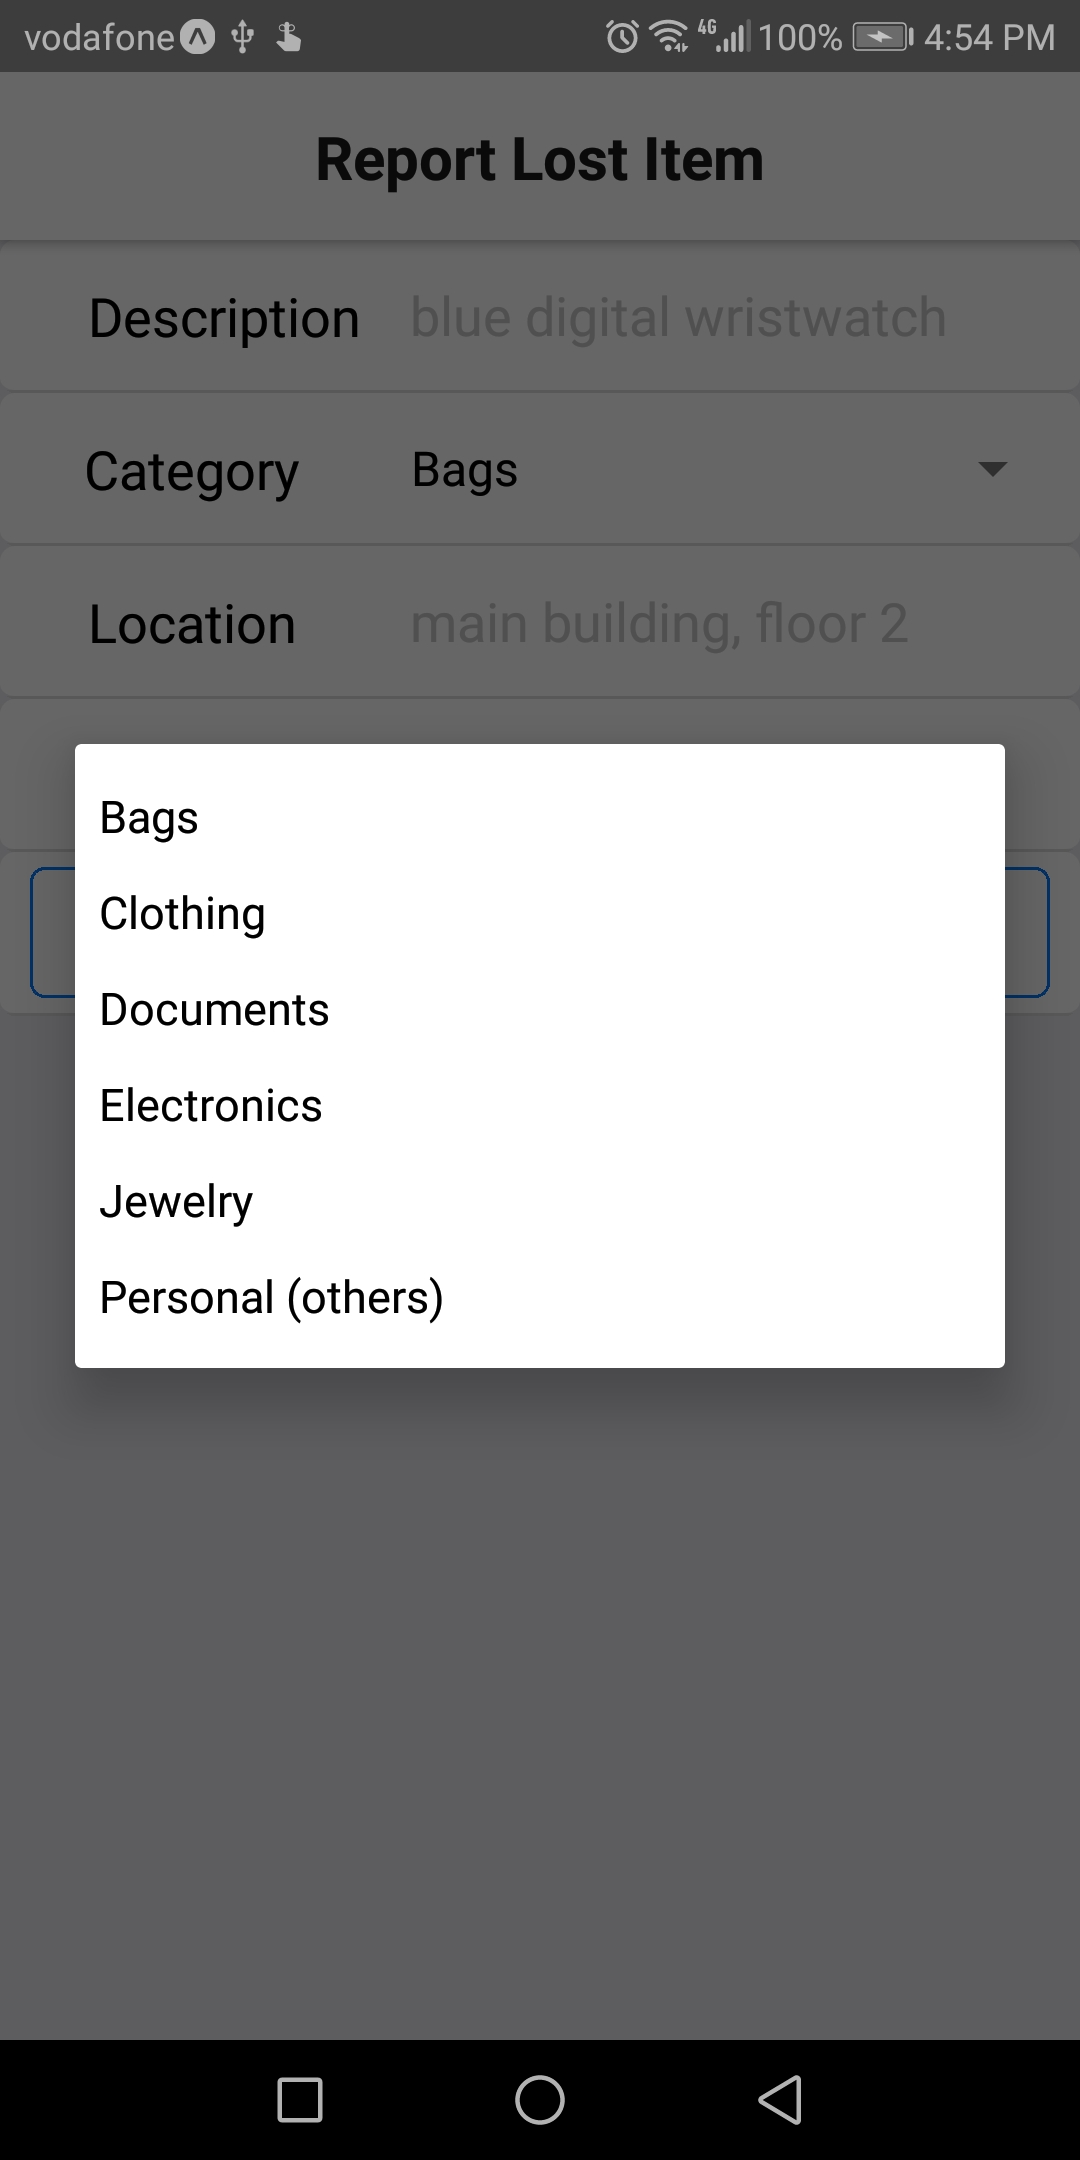 vodafone 4G 100% 4:54 PM
Report Lost Item
Description blue digital wristwatch
Category Bags
Location main building, floor 2
Bags
Clothing
Documents
Electronics
Jewelry
Personal (others)